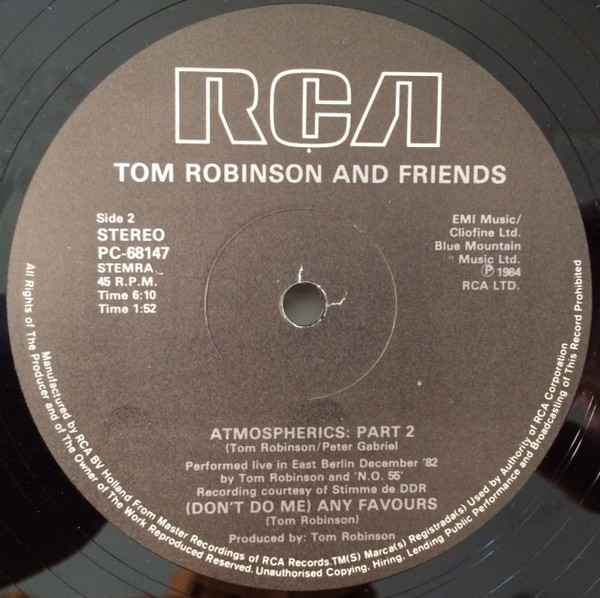 RCA
TOM ROBINSON AND FRIENDS
Side 2
STEREO
PC-68147
STEMRA
45 R.P.M.
Time 6:10
Time 1:52
EMI Music/
Cliofine Ltd.
Blue Mountain
" Music Ltd.
Ⓟ 1984
RCA LTD.
ATMOSPHERICS: PART 2
(Tom Robinson/Peter Gabriel
Performed live in East Berlin December '82
by Tom Robinson and 'N.O. 55'
Recording courtesy of Stimme de DDR
(DON'T DO ME) ANY FAVOURS
(Tom Robinson)
Produced by: Tom Robinson
Manufactured by RCA BV Holland From Master Recordings of RCA Records.TM(S) Marca(s) Registrada(s) Used by Authority of RCA Corporation
All Rights of The Producer and of The Owner of The Work Reproduced Reserved. Unauthorised Copying, Hiring, Lending Public Performance and Broadcasting of This Record Prohibited